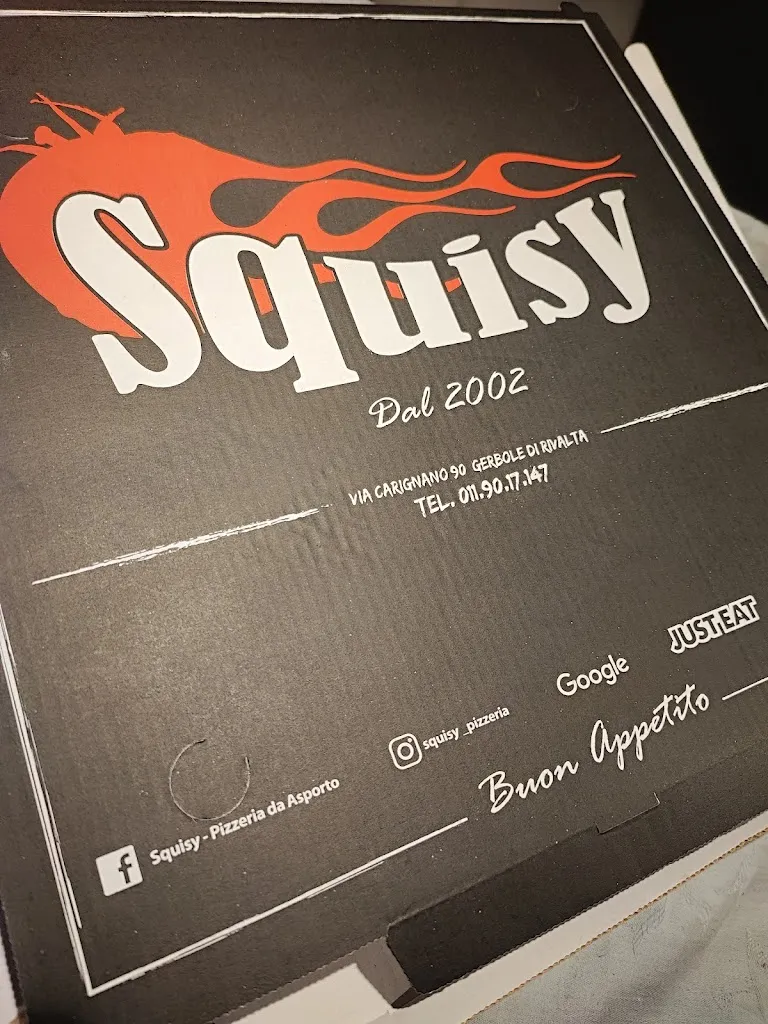 Squisy
Dal 2002
VIA CARIGNANO 90 GERBOLE DI RIVALTA
TEL. 011.90.17.147
JUST EAT
Google
squisy_pizzeria
Squisy - Pizzeria da Asporto
Buon Appetito